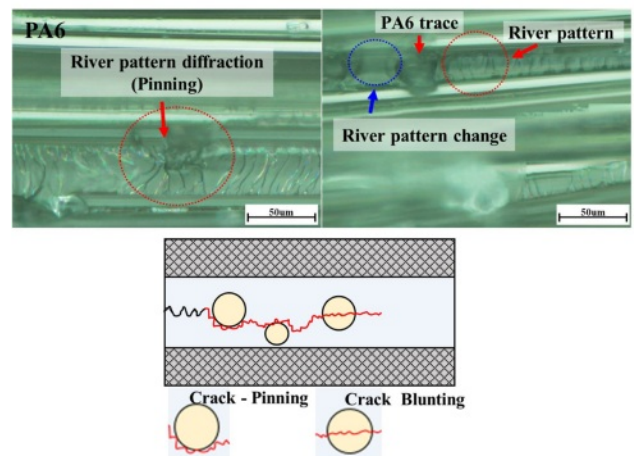 PA6
River pattern diffraction
(Pinning)
50um
PA6 trace
River pattern
River pattern change
50um
Crack - Pinning
Crack Blunting